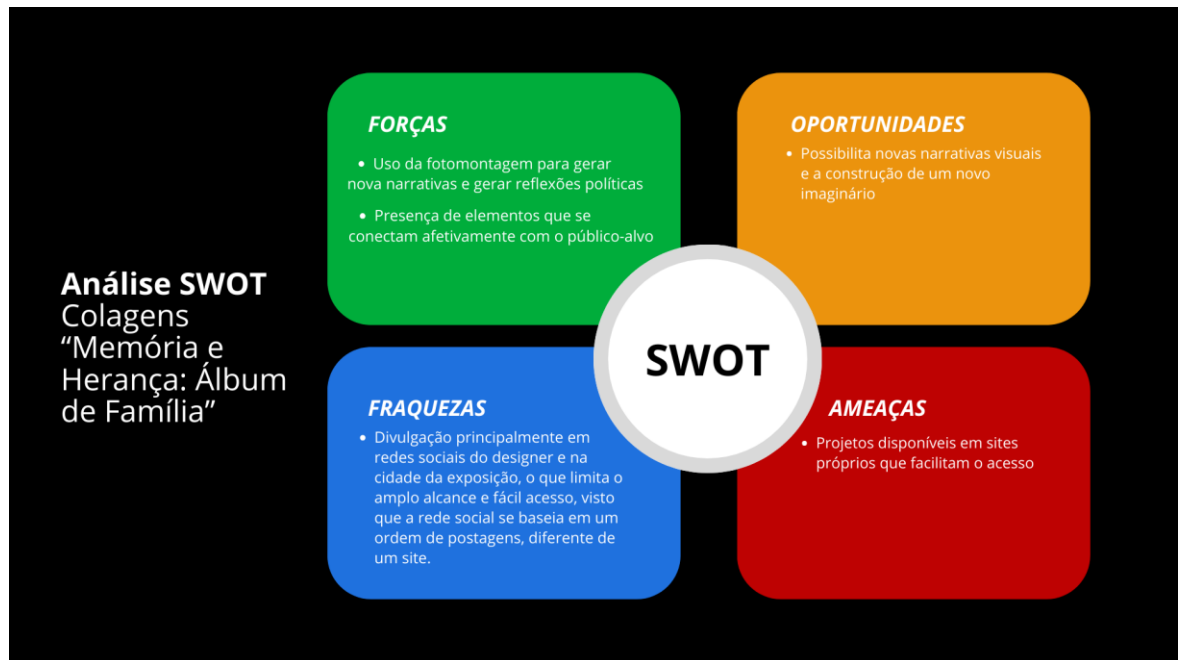 Análise SWOT
Colagens
“Memória e
Herança: Álbum
de Família”
FORÇAS
• Uso da fotomontagem para gerar
nova narrativas e gerar reflexões políticas
• Presença de elementos que se
conectam afetivamente com o público-alvo
OPORTUNIDADES
• Possibilita novas narrativas visuais
e a construção de um novo
imaginário
SWOT
FRAQUEZAS
• Divulgação principalmente em
redes sociais do designer e na
cidade da exposição, o que limita o
amplo alcance e fácil acesso, visto
que a rede social se baseia em um
ordem de postagens, diferente de
um site.
AMEAÇAS
• Projetos disponíveis em sites
próprios que facilitam o acesso